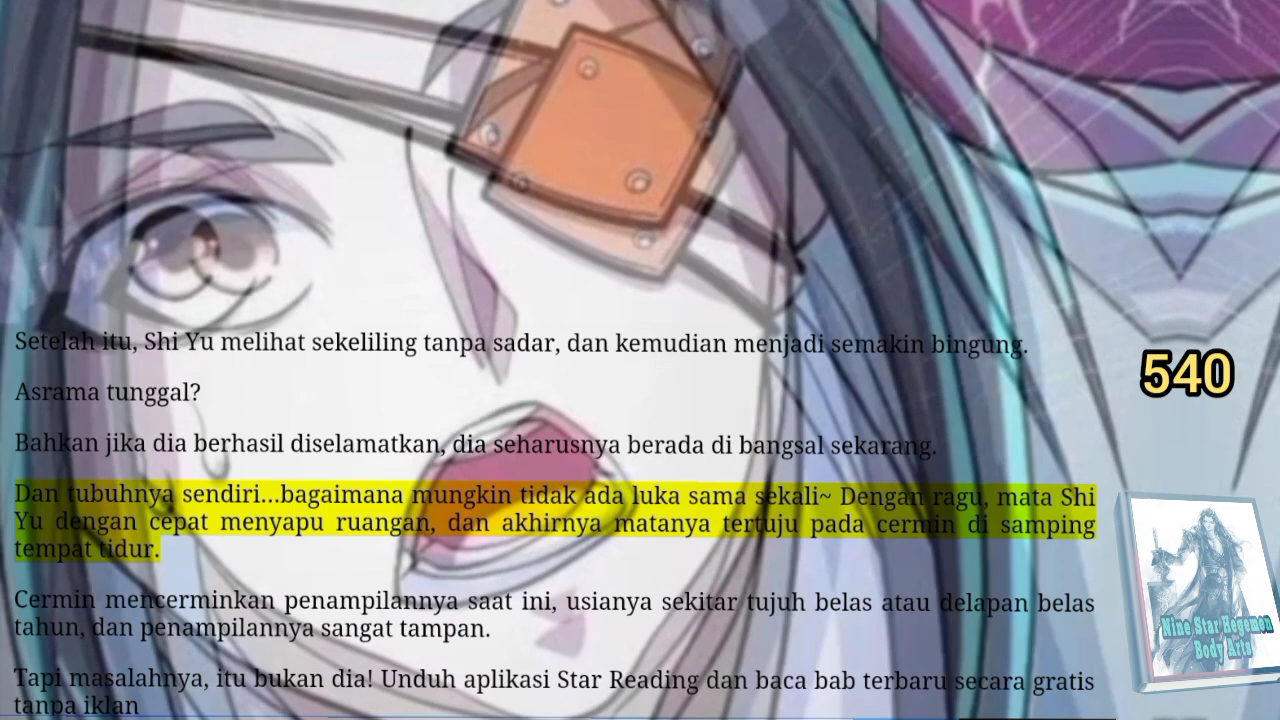 Setelah itu, Shi Yu melihat sekeliling tanpa sadar, dan kemudian menjadi semakin bingung.
Asrama tunggal?
Bahkan jika dia berhasil diselamatkan, dia seharusnya berada di bangsal sekarang.
Dan tubuhnya sendiri...bagaimana mungkin tidak ada luka sama sekali~ Dengan ragu, mata Shi
Yu dengan cepat menyapu ruangan, dan akhirnya matanya tertuju pada cermin di samping
tempat tidur.
Cermin mencerminkan penampilannya saat ini, usianya sekitar tujuh belas atau delapan belas
tahun, dan penampilannya sangat tampan.
Tapi masalahnya, itu bukan dia! Unduh aplikasi Star Reading dan baca bab terbaru secara gratis
tanpa iklan
540
Nine Star Hegemon
Body Arts